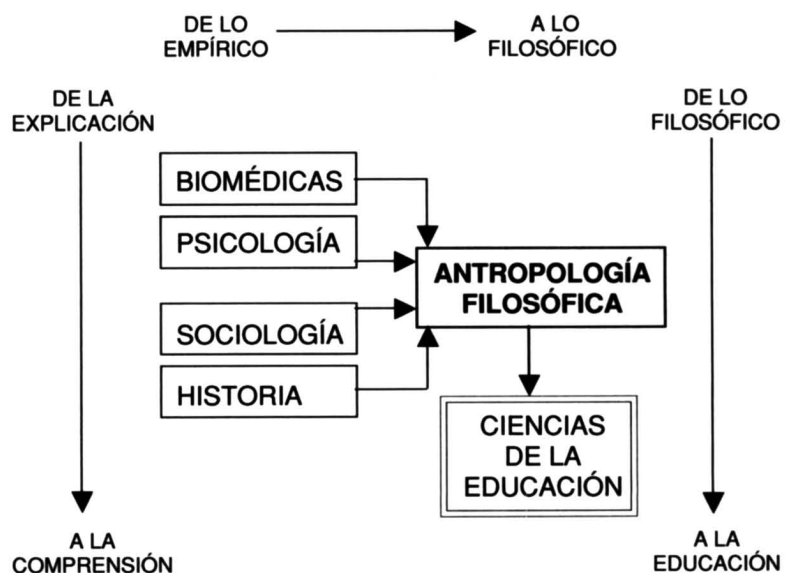 DE LO
EMPÍRICO
A LO
FILOSÓFICO
DE LA
EXPLICACIÓN
DE LO
FILOSÓFICO
BIOMÉDICAS
PSICOLOGÍA
SOCIOLOGÍA
HISTORIA
ANTROPOLOGÍA
FILOSÓFICA
CIENCIAS
DE LA
EDUCACIÓN
A LA
COMPRENSIÓN
A LA
EDUCACIÓN